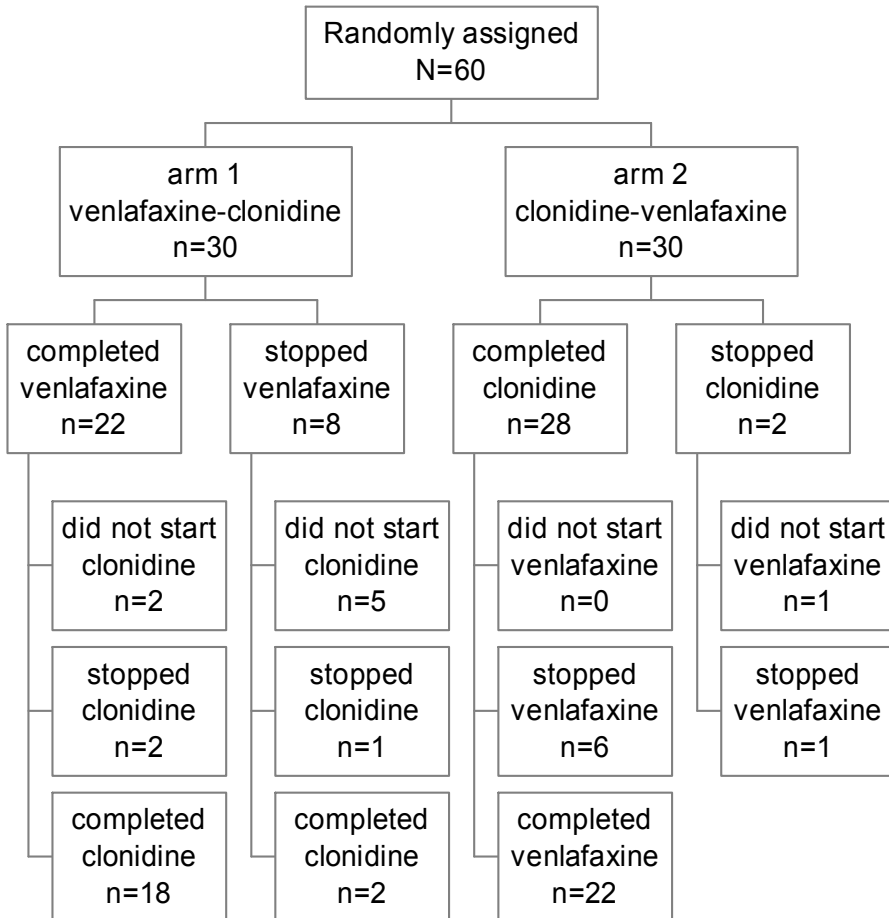 Randomly assigned
N=60
arm 1
venlafaxine-clonidine
n=30
arm 2
clonidine-venlafaxine
n=30
completed
venlafaxine
n=22
stopped
venlafaxine
n=8
completed
clonidine
n=28
stopped
clonidine
n=2
did not start
clonidine
n=2
did not start
clonidine
n=5
did not start
venlafaxine
n=0
did not start
venlafaxine
n=1
stopped
clonidine
n=2
stopped
clonidine
n=1
stopped
venlafaxine
n=6
stopped
venlafaxine
n=1
completed
clonidine
n=18
completed
clonidine
n=2
completed
venlafaxine
n=22